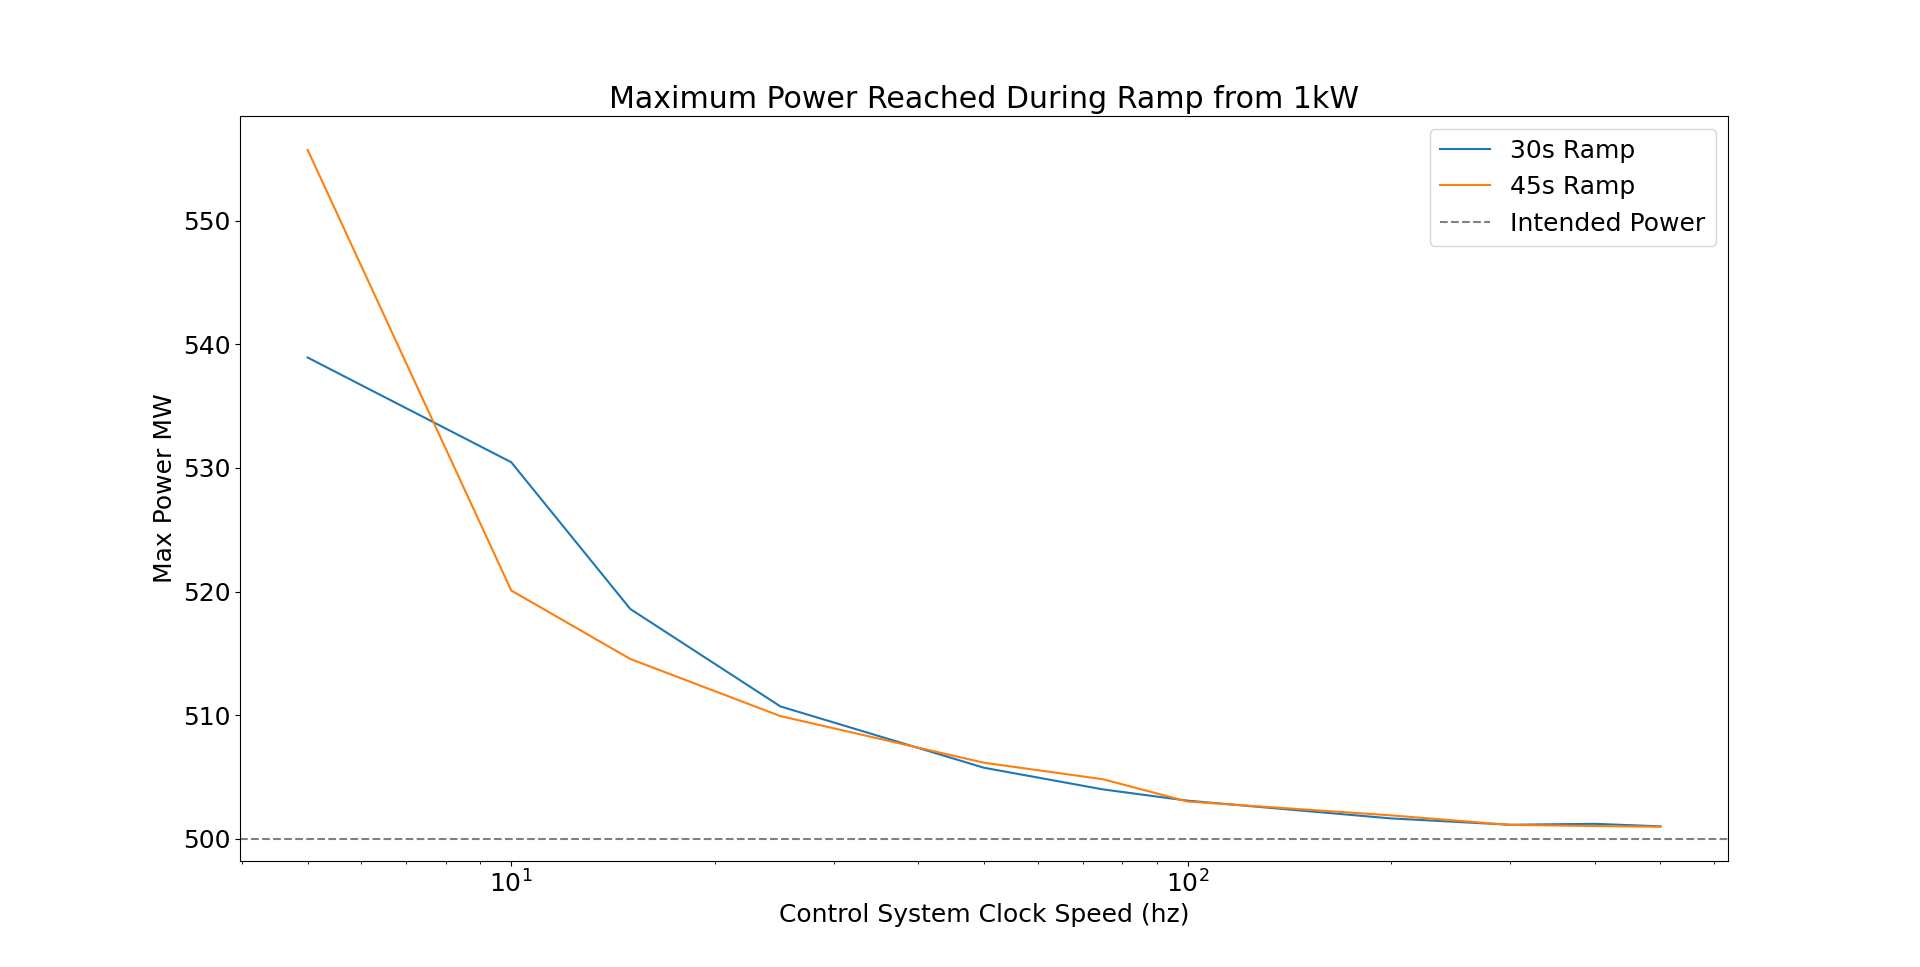 Maximum Power Reached During Ramp from 1kW
30s Ramp
45s Ramp
Intended Power
Max Power MW
550
540
530
520
510
500
10¹
10²
Control System Clock Speed (hz)